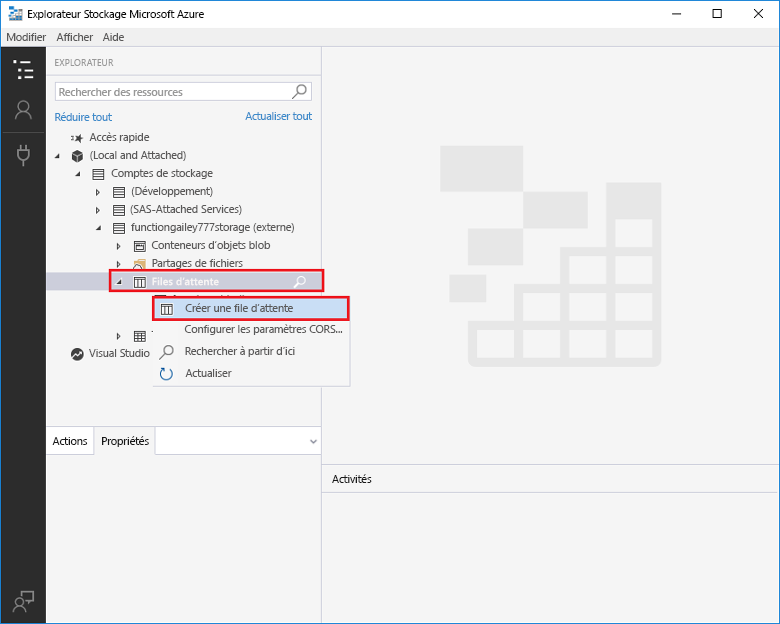 Explorateur Stockage Microsoft Azure
Modifier Afficher Aide
EXPLORATEUR
Rechercher des ressources
Réduire tout Actualiser tout
Accès rapide
(Local and Attached)
Comptes de stockage
(Développement)
(SAS-Attached Services)
functiongailey777storage (externe)
Conteneurs d'objets blob
Partages de fichiers
Files d'attente
Créer une file d'attente
Configurer les paramètres CORS...
Visual Studio
Rechercher à partir d'ici
Actualiser
Actions Propriétés
Activités